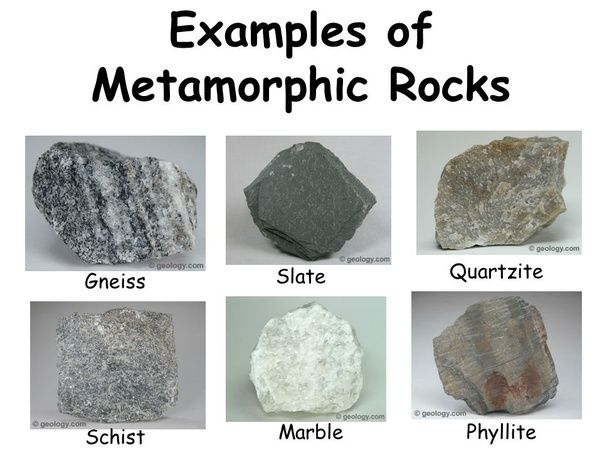 Examples of
Metamorphic Rocks
© geology.com
Gneiss
© geology.com
Slate
© geology.com
Quartzite
© geology.com
Schist
© geology.com
Marble
© geology.com
Phyllite